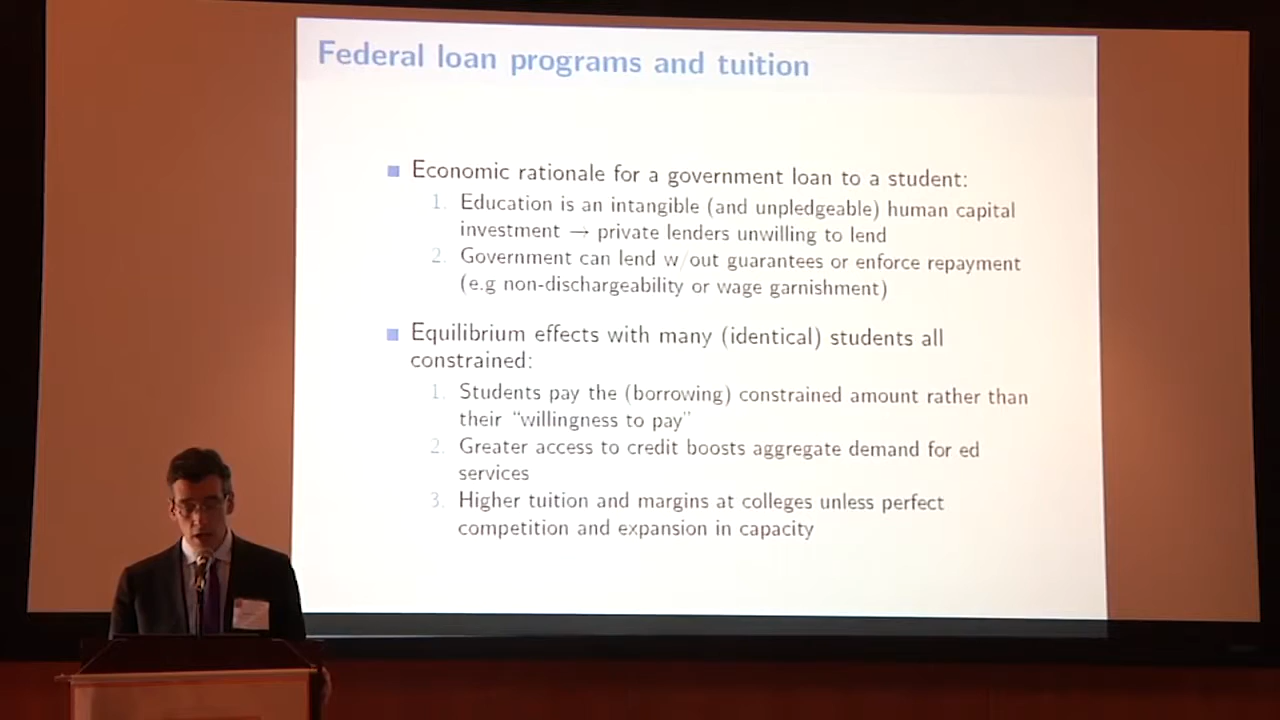 Federal loan programs and tuition
Economic rationale for a government loan to a student:
1. Education is an intangible (and unpledgeable) human capital
investment → private lenders unwilling to lend
2. Government can lend w/out guarantees or enforce repayment
(e.g non-dischargeability or wage garnishment)
Equilibrium effects with many (identical) students all
constrained:
1. Students pay the (borrowing) constrained amount rather than
their "willingness to pay"
2. Greater access to credit boosts aggregate demand for ed
services
3. Higher tuition and margins at colleges unless perfect
competition and expansion in capacity